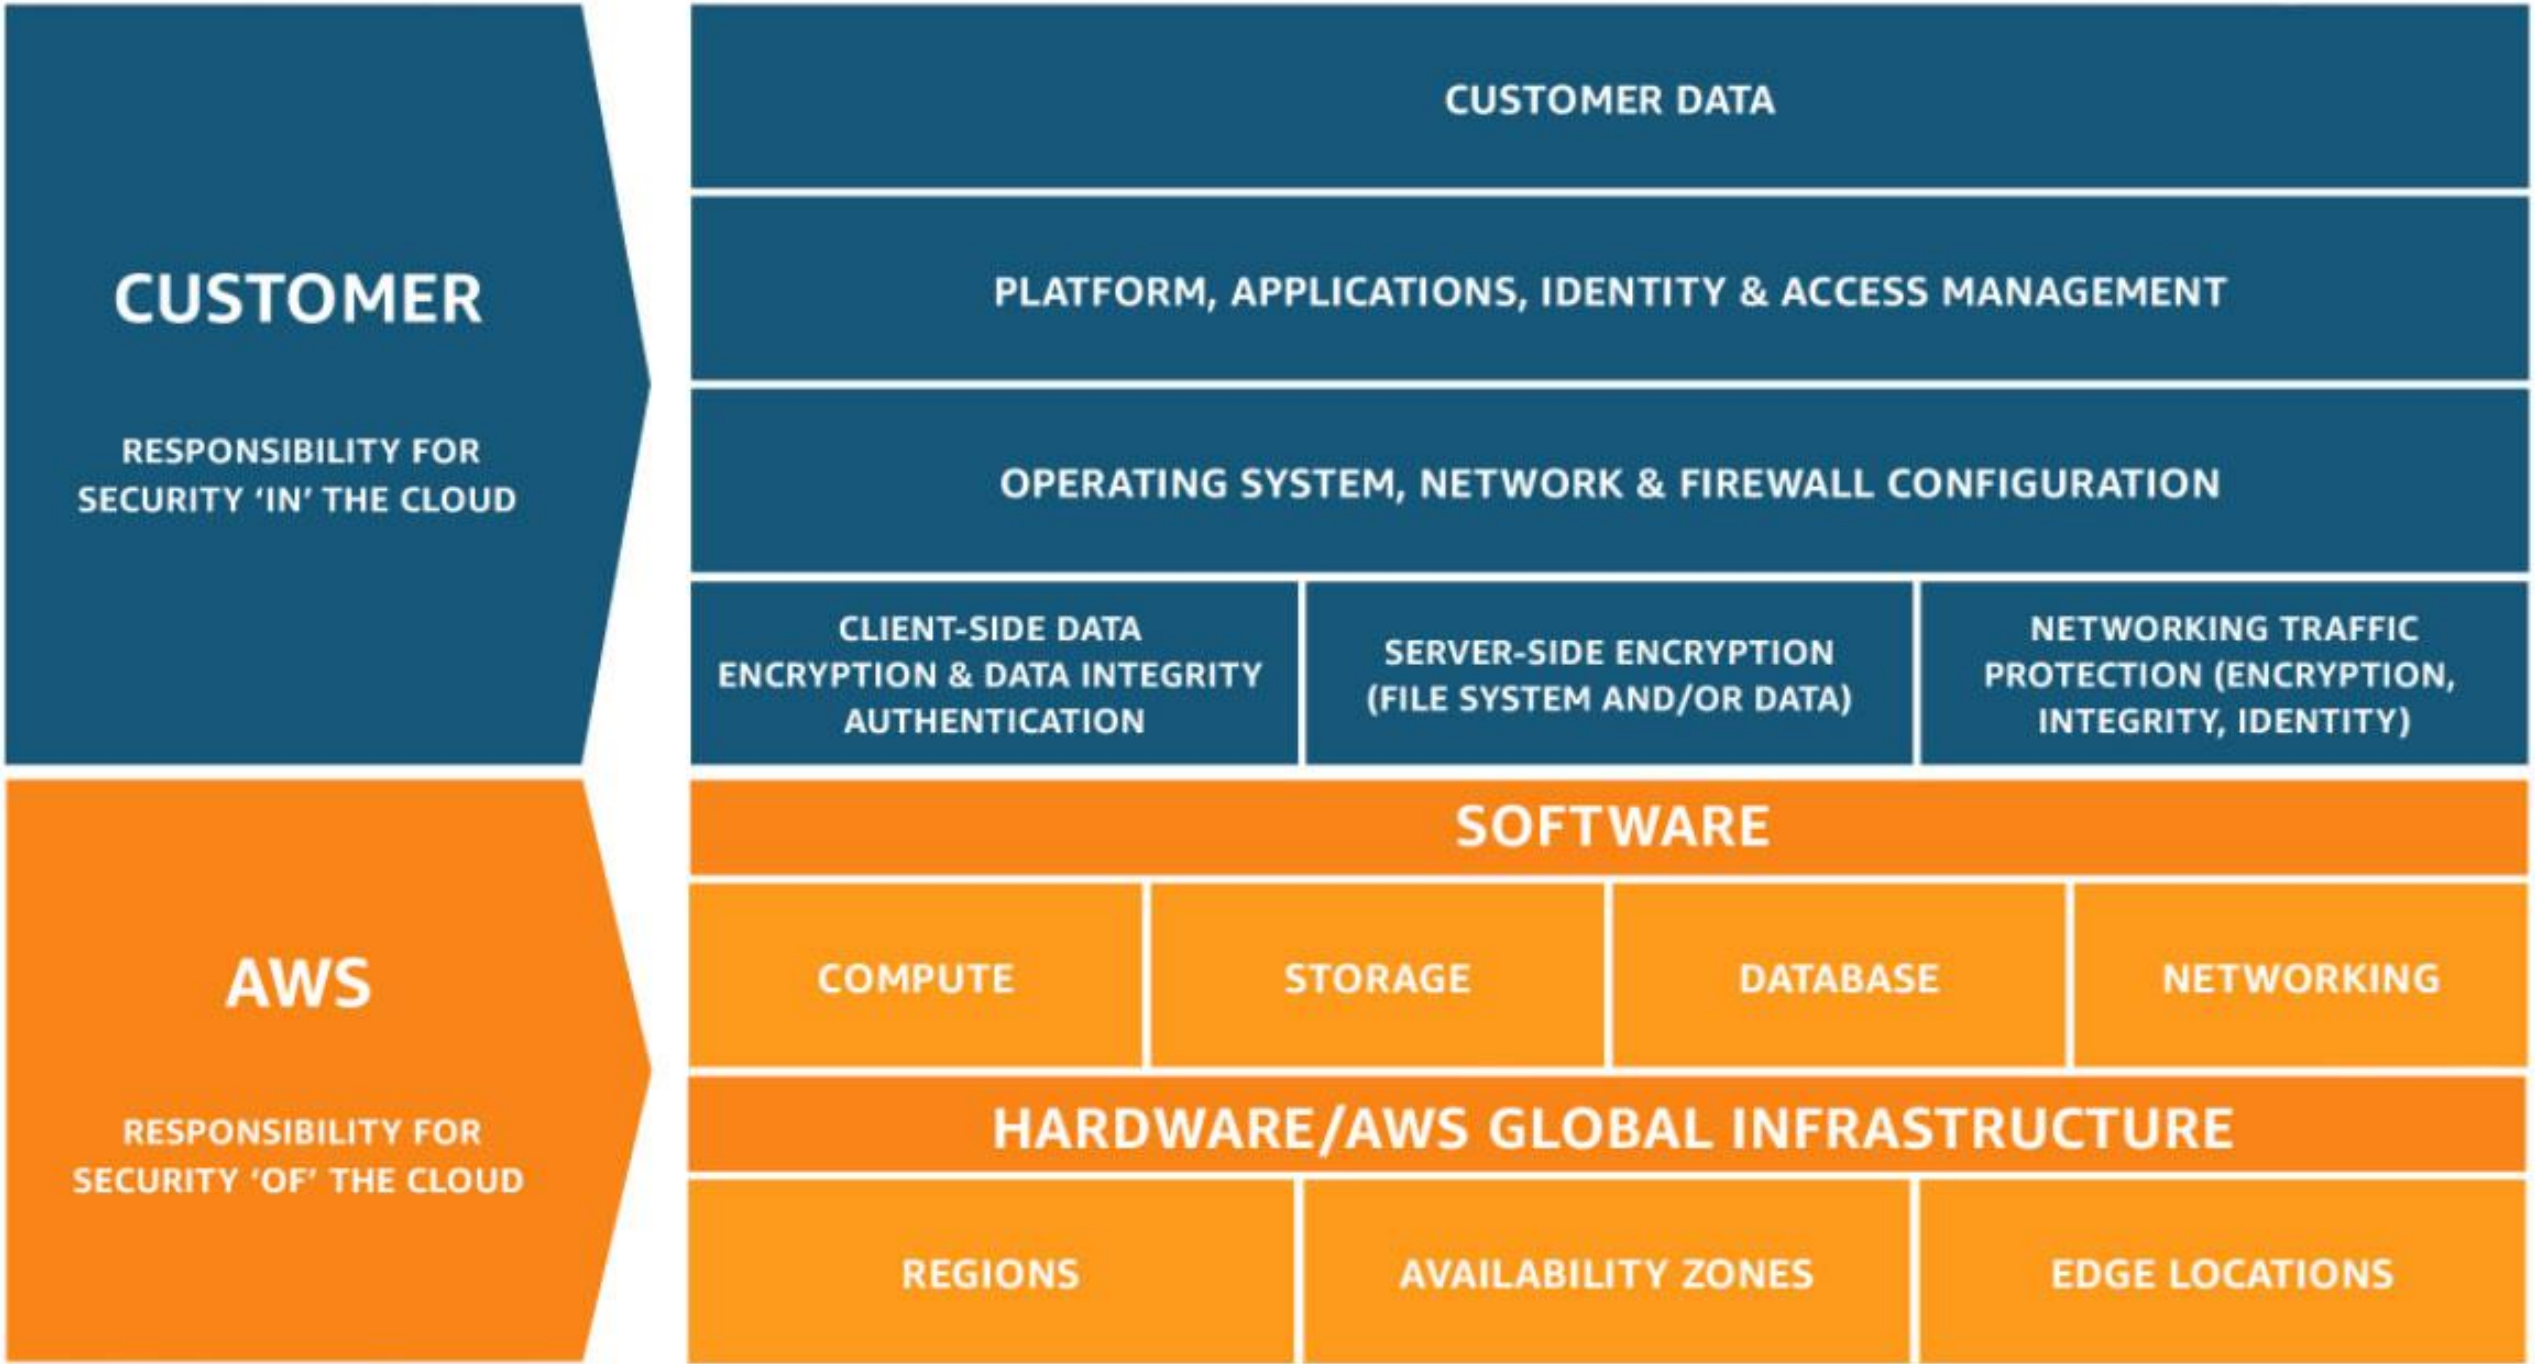 CUSTOMER
RESPONSIBILITY FOR
SECURITY ‘IN’ THE CLOUD
CUSTOMER DATA
PLATFORM, APPLICATIONS, IDENTITY & ACCESS MANAGEMENT
OPERATING SYSTEM, NETWORK & FIREWALL CONFIGURATION
CLIENT-SIDE DATA
ENCRYPTION & DATA INTEGRITY
AUTHENTICATION
SERVER-SIDE ENCRYPTION
(FILE SYSTEM AND/OR DATA)
NETWORKING TRAFFIC
PROTECTION (ENCRYPTION,
INTEGRITY, IDENTITY)
AWS
RESPONSIBILITY FOR
SECURITY ‘OF’ THE CLOUD
SOFTWARE
COMPUTE
STORAGE
DATABASE
NETWORKING
HARDWARE/AWS GLOBAL INFRASTRUCTURE
REGIONS
AVAILABILITY ZONES
EDGE LOCATIONS